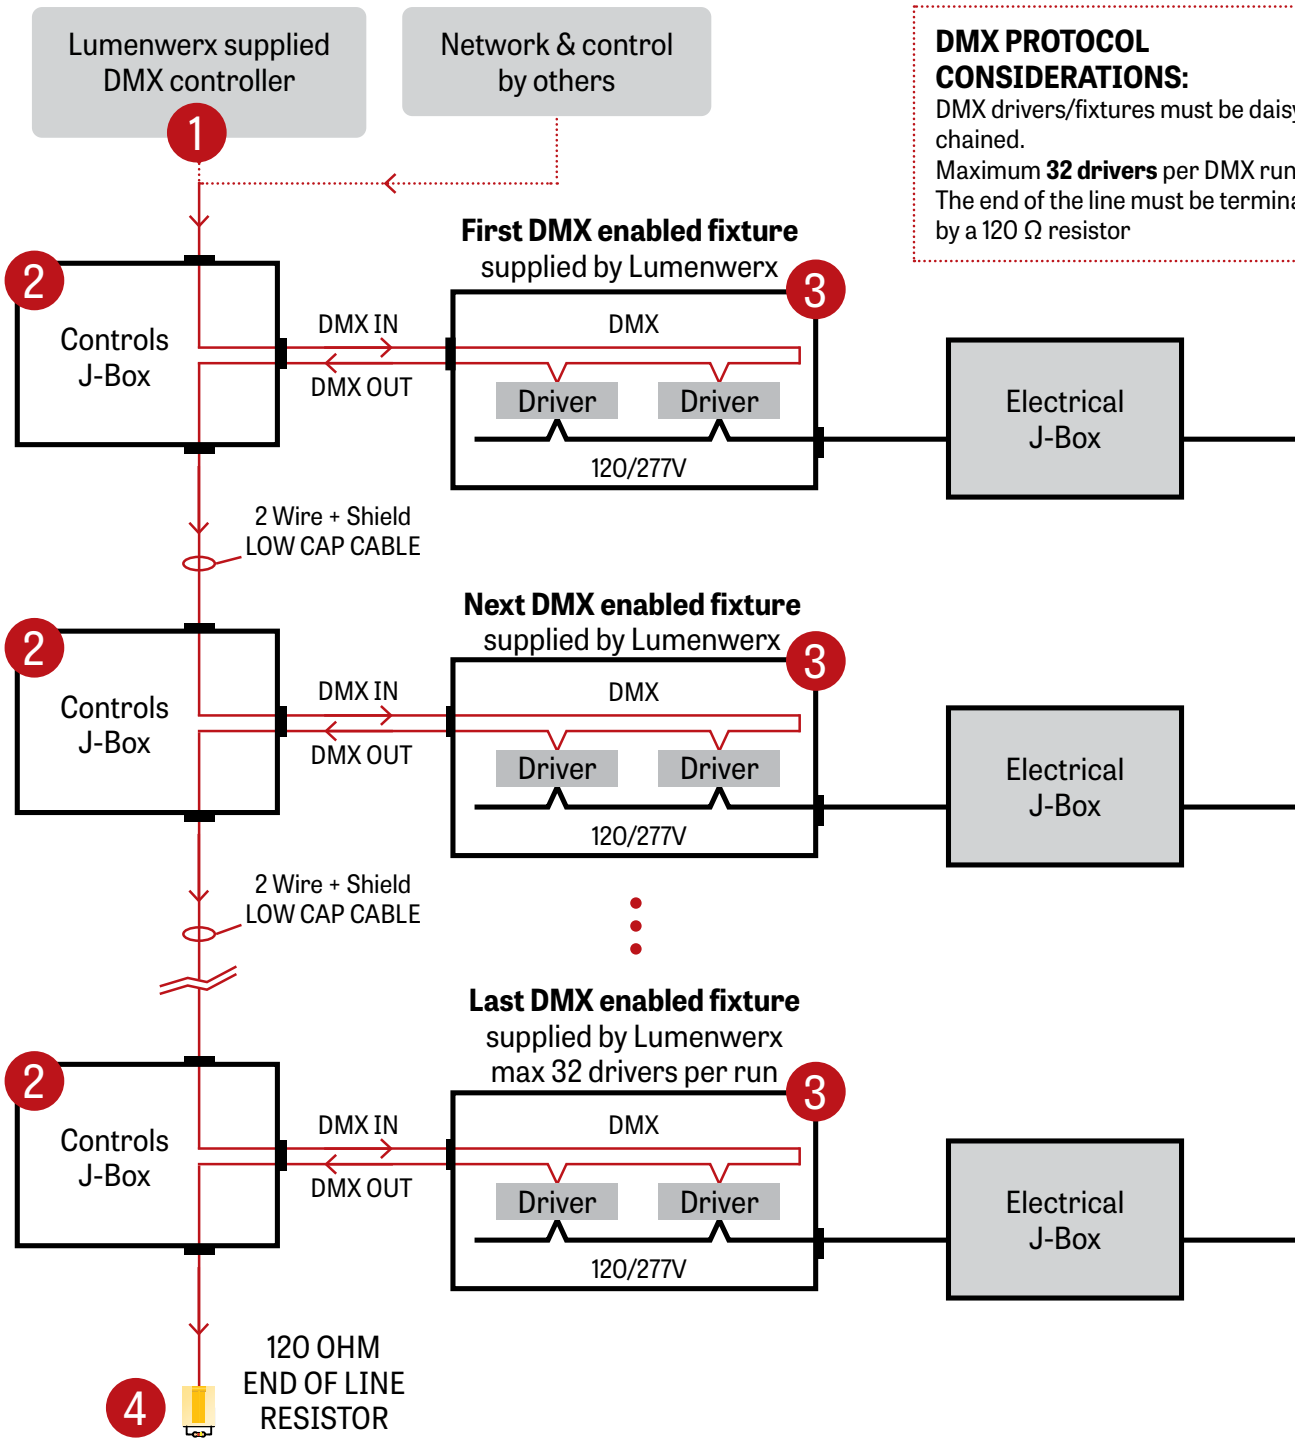 Lumenwerx supplied
DMX controller
1
Network & control
by others
DMX PROTOCOL
CONSIDERATIONS:
DMX drivers/fixtures must be daisy
chained.
Maximum 32 drivers per DMX run
The end of the line must be termina
by a 120 Ω resistor
2
Controls
J-Box
DMX IN
DMX OUT
First DMX enabled fixture
supplied by Lumenwerx
3
DMX
Driver
Driver
120/277V
Electrical
J-Box
2 Wire + Shield
LOW CAP CABLE
2
Controls
J-Box
DMX IN
DMX OUT
Next DMX enabled fixture
supplied by Lumenwerx
3
DMX
Driver
Driver
120/277V
Electrical
J-Box
2 Wire + Shield
LOW CAP CABLE
2
Controls
J-Box
DMX IN
DMX OUT
Last DMX enabled fixture
supplied by Lumenwerx
max 32 drivers per run
3
DMX
Driver
Driver
120/277V
Electrical
J-Box
4
120 OHM
END OF LINE
RESISTOR